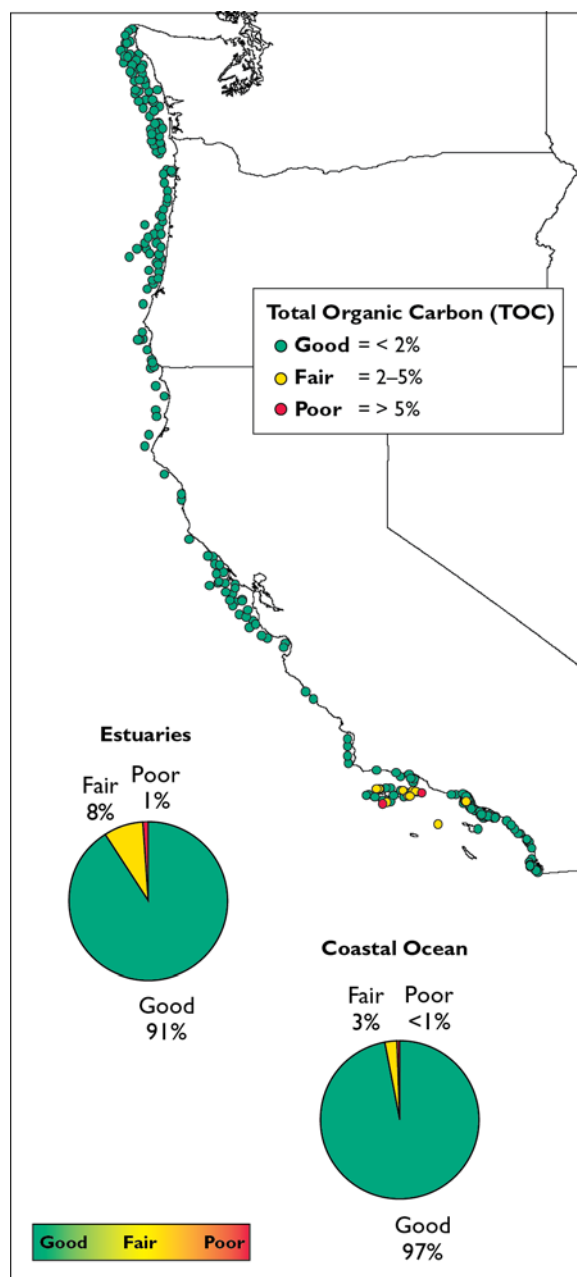 Total Organic Carbon (TOC)
Good = < 2%
Fair = 2–5%
Poor = > 5%
Estuaries
Fair
8%
Poor
1%
Good
91%
Coastal Ocean
Fair
3%
Poor
<1%
Good
97%
Good Fair Poor